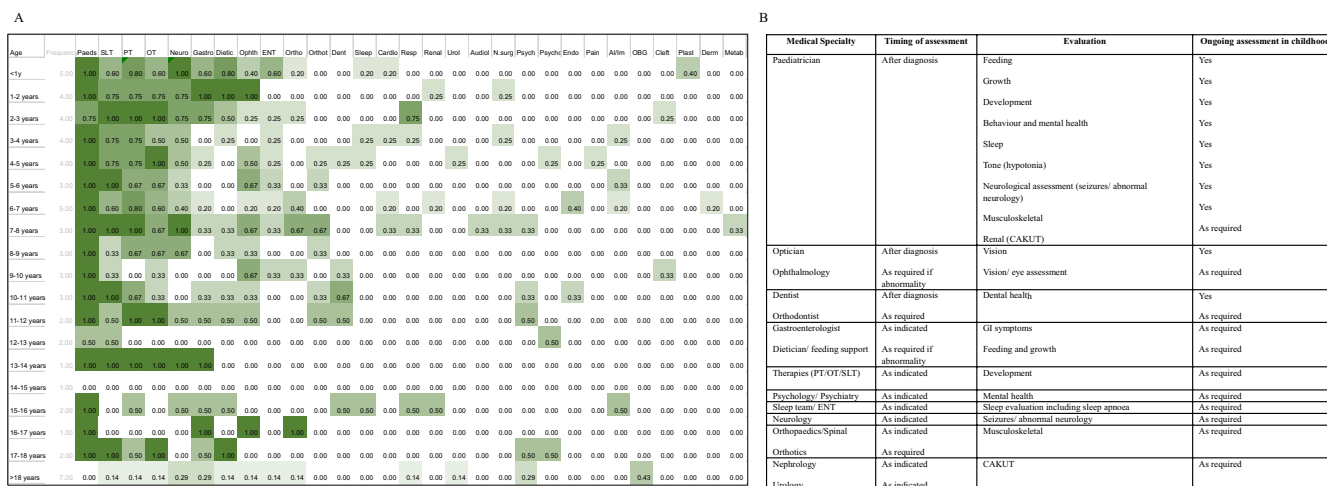 A
B
Age Frequenc Paeds SLT PT OT Neuro Gastro Dietic Ophth ENT Ortho Orthot Dent Sleep Cardio Resp Renal Urol Audiol N.surg Psych Psychc Endo Pain Al/Im OBG Cleft Plast Derm Metab
<1y 5.00 1.00 0.60 0.80 0.60 1.00 0.60 0.80 0.40 0.60 0.20 0.00 0.00 0.20 0.20 0.00 0.00 0.00 0.00 0.00 0.00 0.00 0.00 0.00 0.00 0.00 0.00 0.40 0.00 0.00
1-2 years 4.00 1.00 0.75 0.75 0.75 0.75 1.00 1.00 1.00 0.00 0.00 0.00 0.00 0.00 0.00 0.00 0.25 0.00 0.00 0.25 0.00 0.00 0.00 0.00 0.00 0.00 0.00 0.00 0.00 0.00
2-3 years 4.00 0.75 1.00 1.00 1.00 0.75 0.75 0.50 0.25 0.25 0.25 0.00 0.00 0.00 0.00 0.75 0.00 0.00 0.00 0.00 0.00 0.00 0.00 0.00 0.00 0.00 0.25 0.00 0.00 0.00
3-4 years 4.00 1.00 0.75 0.75 0.50 0.50 0.00 0.25 0.00 0.25 0.00 0.00 0.00 0.25 0.25 0.25 0.00 0.00 0.00 0.25 0.00 0.00 0.00 0.00 0.25 0.00 0.00 0.00 0.00 0.00
4-5 years 4.00 1.00 0.75 0.75 1.00 0.50 0.25 0.00 0.50 0.25 0.00 0.25 0.25 0.25 0.00 0.00 0.00 0.25 0.00 0.00 0.00 0.25 0.00 0.25 0.00 0.00 0.00 0.00 0.00 0.00
5-6 years 3.00 1.00 1.00 0.67 0.67 0.33 0.00 0.00 0.67 0.33 0.00 0.33 0.00 0.00 0.00 0.00 0.00 0.00 0.00 0.00 0.00 0.00 0.00 0.00 0.33 0.00 0.00 0.00 0.00 0.00
6-7 years 5.00 1.00 0.60 0.80 0.60 0.40 0.20 0.00 0.20 0.20 0.40 0.00 0.00 0.00 0.20 0.00 0.20 0.00 0.00 0.20 0.00 0.00 0.40 0.00 0.20 0.00 0.00 0.00 0.20 0.00
7-8 years 3.00 1.00 1.00 1.00 0.67 1.00 0.33 0.33 0.67 0.33 0.67 0.67 0.00 0.00 0.33 0.33 0.00 0.00 0.33 0.33 0.33 0.00 0.00 0.00 0.00 0.00 0.00 0.00 0.00 0.33
8-9 years 3.00 1.00 0.33 0.67 0.67 0.67 0.00 0.33 0.33 0.00 0.00 0.33 0.00 0.00 0.00 0.00 0.00 0.00 0.00 0.00 0.00 0.00 0.00 0.00 0.00 0.00 0.00 0.00 0.00 0.00
9-10 years 3.00 1.00 0.33 0.00 0.33 0.00 0.00 0.00 0.67 0.33 0.33 0.00 0.33 0.00 0.00 0.00 0.00 0.00 0.00 0.00 0.00 0.00 0.00 0.00 0.00 0.00 0.33 0.00 0.00 0.00
10-11 years 3.00 1.00 1.00 0.67 0.33 0.00 0.33 0.33 0.33 0.00 0.00 0.33 0.67 0.00 0.00 0.00 0.00 0.00 0.00 0.00 0.33 0.00 0.33 0.00 0.00 0.00 0.00 0.00 0.00 0.00
11-12 years 2.00 1.00 0.50 1.00 1.00 0.50 0.50 0.50 0.50 0.00 0.00 0.50 0.50 0.00 0.00 0.00 0.00 0.00 0.00 0.00 0.50 0.00 0.00 0.00 0.00 0.00 0.00 0.00 0.00 0.00
12-13 years 2.00 0.50 0.50 0.00 0.00 0.00 0.00 0.00 0.00 0.00 0.00 0.00 0.00 0.00 0.00 0.00 0.00 0.00 0.00 0.00 0.00 0.50 0.00 0.00 0.00 0.00 0.00 0.00 0.00 0.00
13-14 years 1.00 1.00 1.00 1.00 1.00 1.00 1.00 0.00 0.00 0.00 0.00 0.00 0.00 0.00 0.00 0.00 0.00 0.00 0.00 0.00 0.00 0.00 0.00 0.00 0.00 0.00 0.00 0.00 0.00 0.00
14-15 years 1.00 0.00 0.00 0.00 0.00 0.00 0.00 0.00 0.00 0.00 0.00 0.00 0.00 0.00 0.00 0.00 0.00 0.00 0.00 0.00 0.00 0.00 0.00 0.00 0.00 0.00 0.00 0.00 0.00 0.00
15-16 years 2.00 1.00 0.00 0.50 0.00 0.50 0.50 0.50 0.00 0.00 0.00 0.00 0.50 0.50 0.00 0.50 0.50 0.00 0.00 0.00 0.00 0.00 0.00 0.00 0.50 0.00 0.00 0.00 0.00 0.00
16-17 years 1.00 1.00 0.00 0.00 0.00 0.00 1.00 0.00 1.00 0.00 1.00 0.00 0.00 0.00 0.00 0.00 0.00 0.00 0.00 0.00 0.00 0.00 0.00 0.00 0.00 0.00 0.00 0.00 0.00 0.00
17-18 years 2.00 1.00 1.00 0.50 1.00 0.00 0.50 1.00 0.00 0.00 0.00 0.00 0.00 0.00 0.00 0.00 0.00 0.00 0.00 0.00 0.50 0.50 0.00 0.00 0.00 0.00 0.00 0.00 0.00 0.00
>18 years 7.00 0.00 0.14 0.14 0.14 0.29 0.29 0.14 0.14 0.14 0.14 0.00 0.00 0.00 0.00 0.14 0.00 0.14 0.00 0.00 0.29 0.00 0.00 0.00 0.00 0.43 0.00 0.00 0.00 0.00
Medical Specialty Timing of assessment Evaluation Ongoing assessment in childhood
Paediatrician After diagnosis Feeding Yes
Growth Yes
Development Yes
Behaviour and mental health Yes
Sleep Yes
Tone (hypotonia) Yes
Neurological assessment (seizures/ abnormal Yes
neurology)
Yes
Musculoskeletal
As required
Renal (CAKUT)
Optician After diagnosis Vision Yes
Ophthalmology As required if Vision/ eye assessment As required
abnormality
Dentist After diagnosis Dental health Yes
Orthodontist As required As required
Gastroenterologist As indicated GI symptoms As required
Dietician/ feeding support As required if Feeding and growth As required
abnormality
Therapies (PT/OT/SLT) As indicated Development As required
Psychology/ Psychiatry As indicated Mental health As required
Sleep team/ ENT As indicated Sleep evaluation including sleep apnoea As required
Neurology As indicated Seizures/ abnormal neurology As required
Orthopaedics/Spinal As indicated Musculoskeletal As required
Orthotics As required
Nephrology As indicated CAKUT As required
Urology As indicated